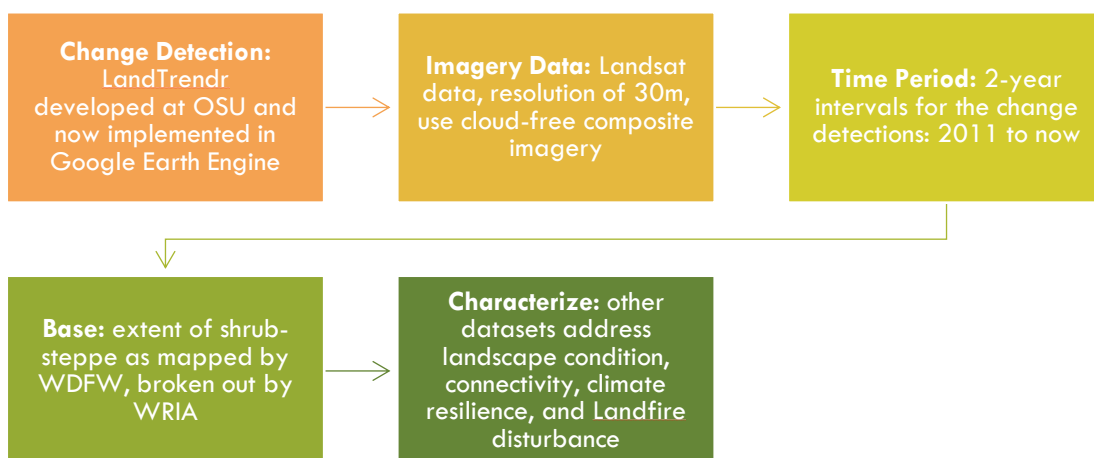 Change Detection:
LandTrendr
developed at OSU and
now implemented in
Google Earth Engine
Imagery Data: Landsat
data, resolution of 30m,
use cloud-free composite
imagery
Time Period: 2-year
intervals for the change
detections: 2011 to now
Base: extent of shrub-
steppe as mapped by
WDFW, broken out by
WRIA
Characterize: other
datasets address
landscape condition,
connectivity, climate
resilience, and Landfire
disturbance